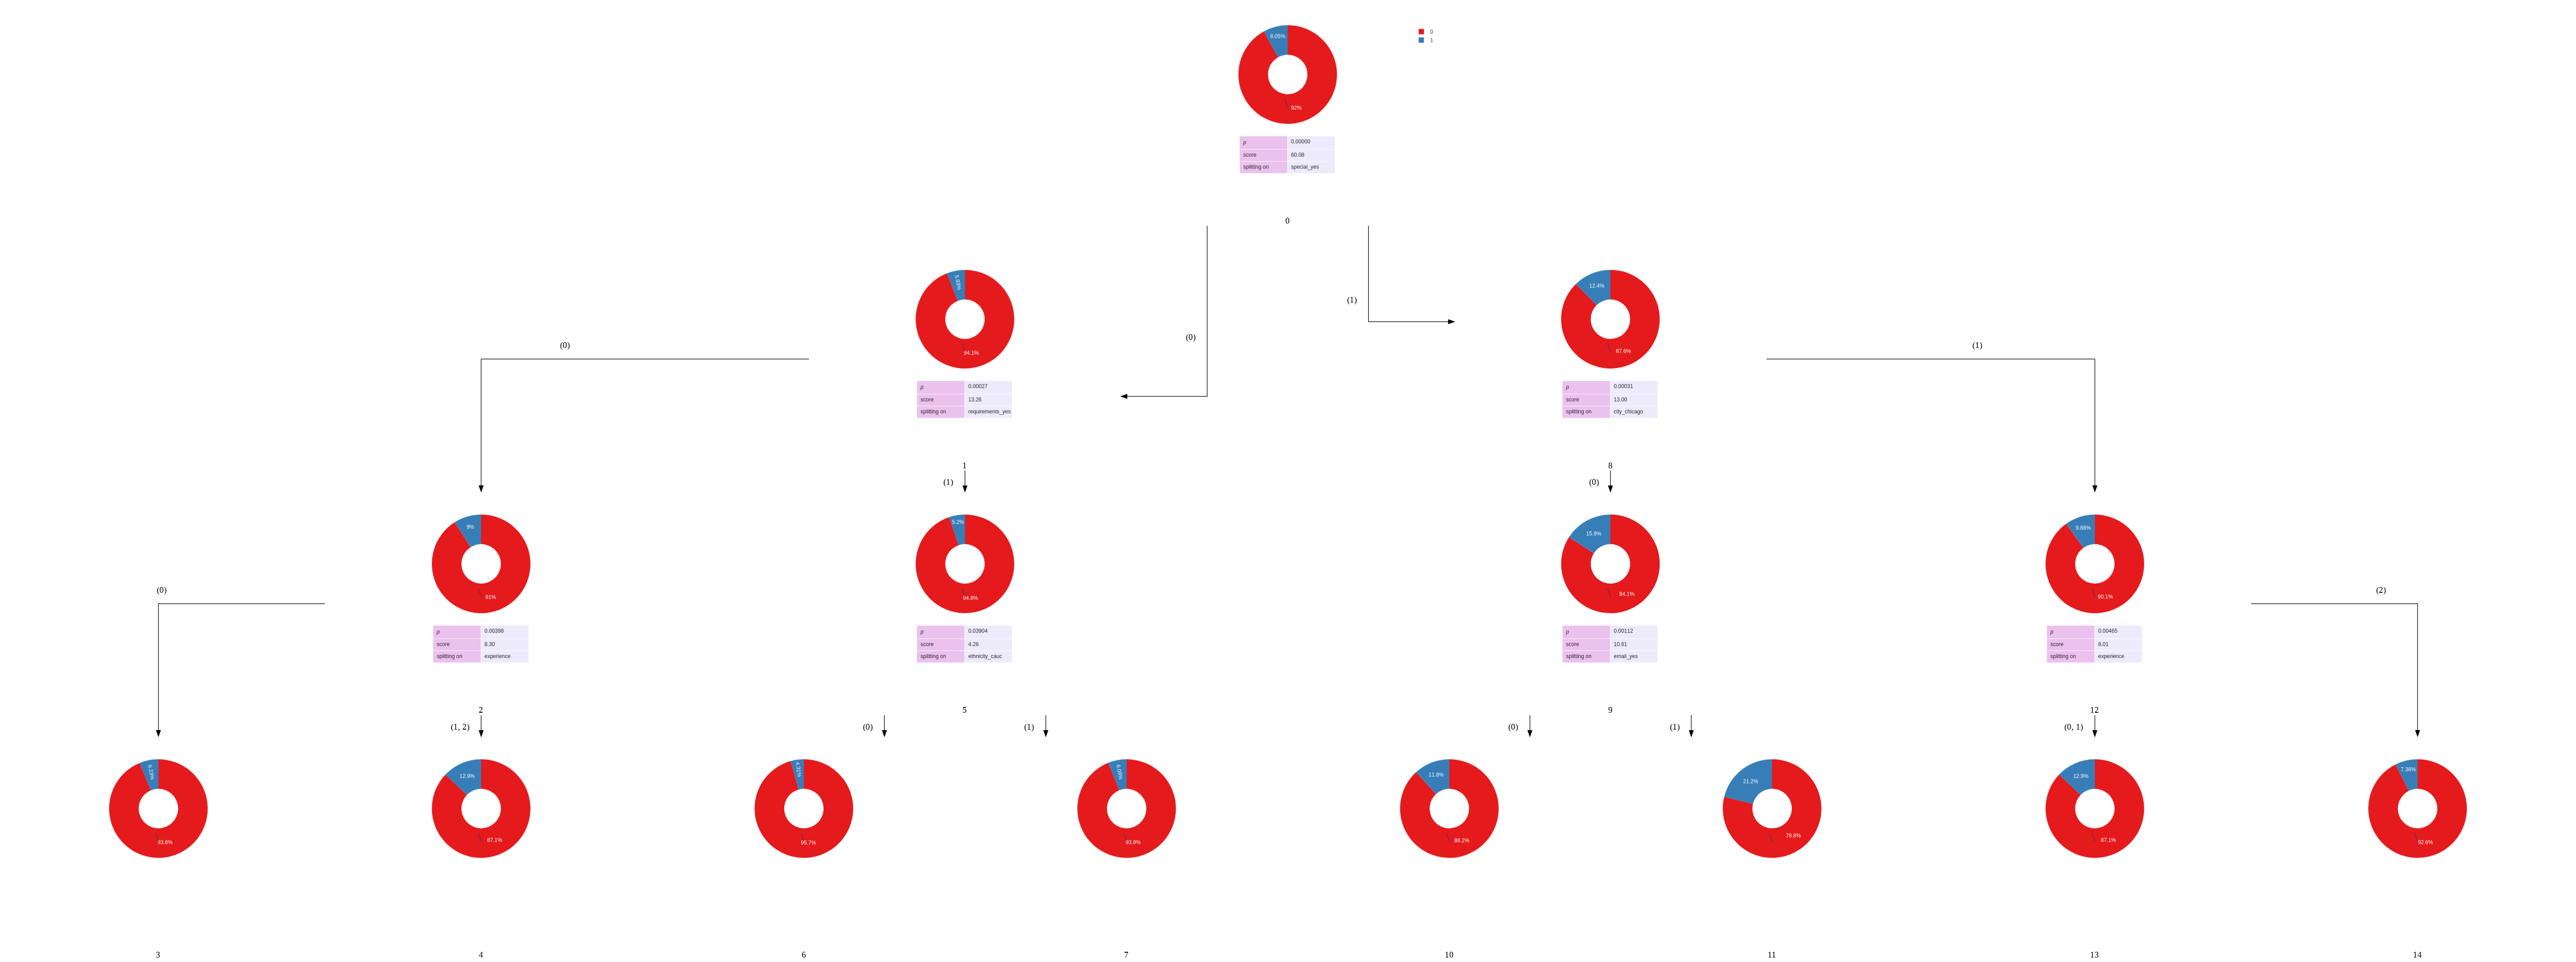 8.05%
92%
0
1
p 0.00000
score 60.08
splitting on special_yes
0
(1)
(0)
(0)
(1)
5.93%
94.1%
12.4%
87.6%
p 0.00027
score 13.26
splitting on requirements_yes
p 0.00031
score 13.00
splitting on city_chicago
1
8
(1)
(0)
(0)
(2)
9%
91%
5.2%
94.8%
15.9%
84.1%
9.88%
90.1%
p 0.00398
score 8.30
splitting on experience
p 0.03904
score 4.26
splitting on ethnicity_cauc
p 0.00112
score 10.61
splitting on email_yes
p 0.00465
score 8.01
splitting on experience
2
5
9
12
(1, 2)
(0)
(1)
(0)
(1)
(0, 1)
93.8%
12.9%
87.1%
4.31%
95.7%
93.9%
11.8%
88.2%
21.2%
78.8%
12.9%
87.1%
7.38%
92.6%
3
4
6
7
10
11
13
14